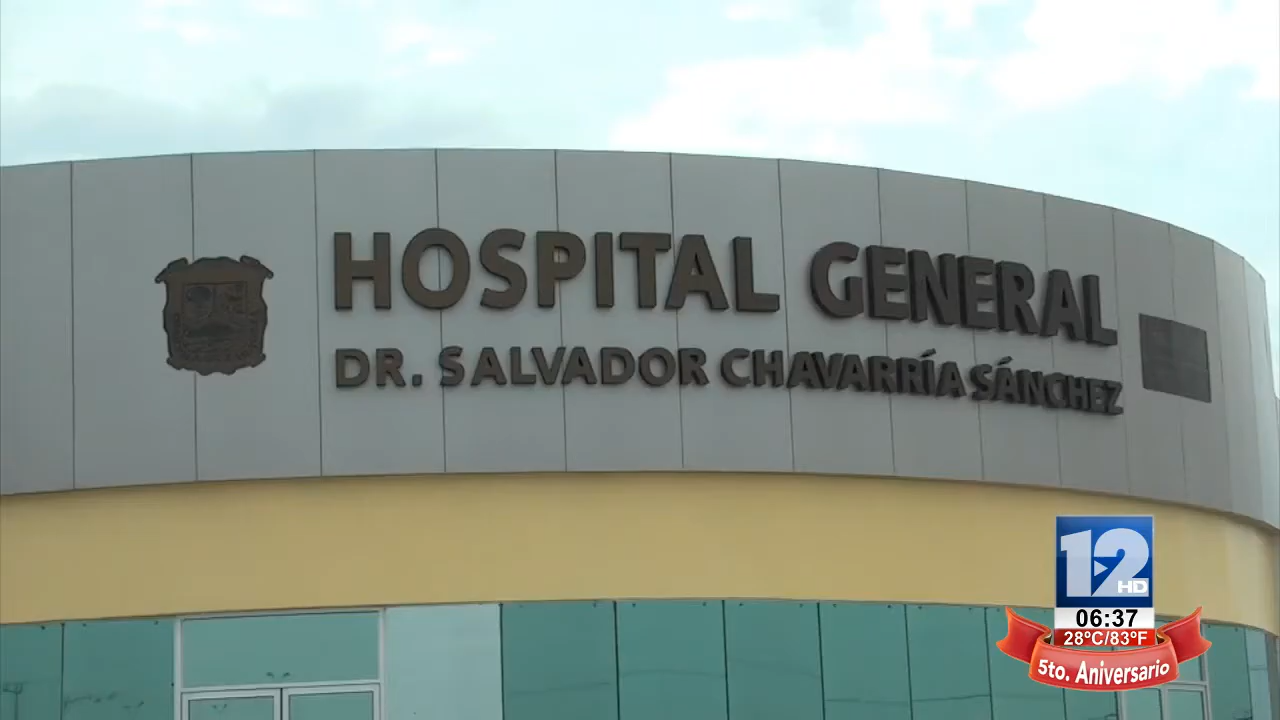 HOSPITAL GENERAL
DR. SALVADOR CHAVARRÍA SÁNCHEZ
12
HD
06:37
28°C/83°F
5to. Aniversario